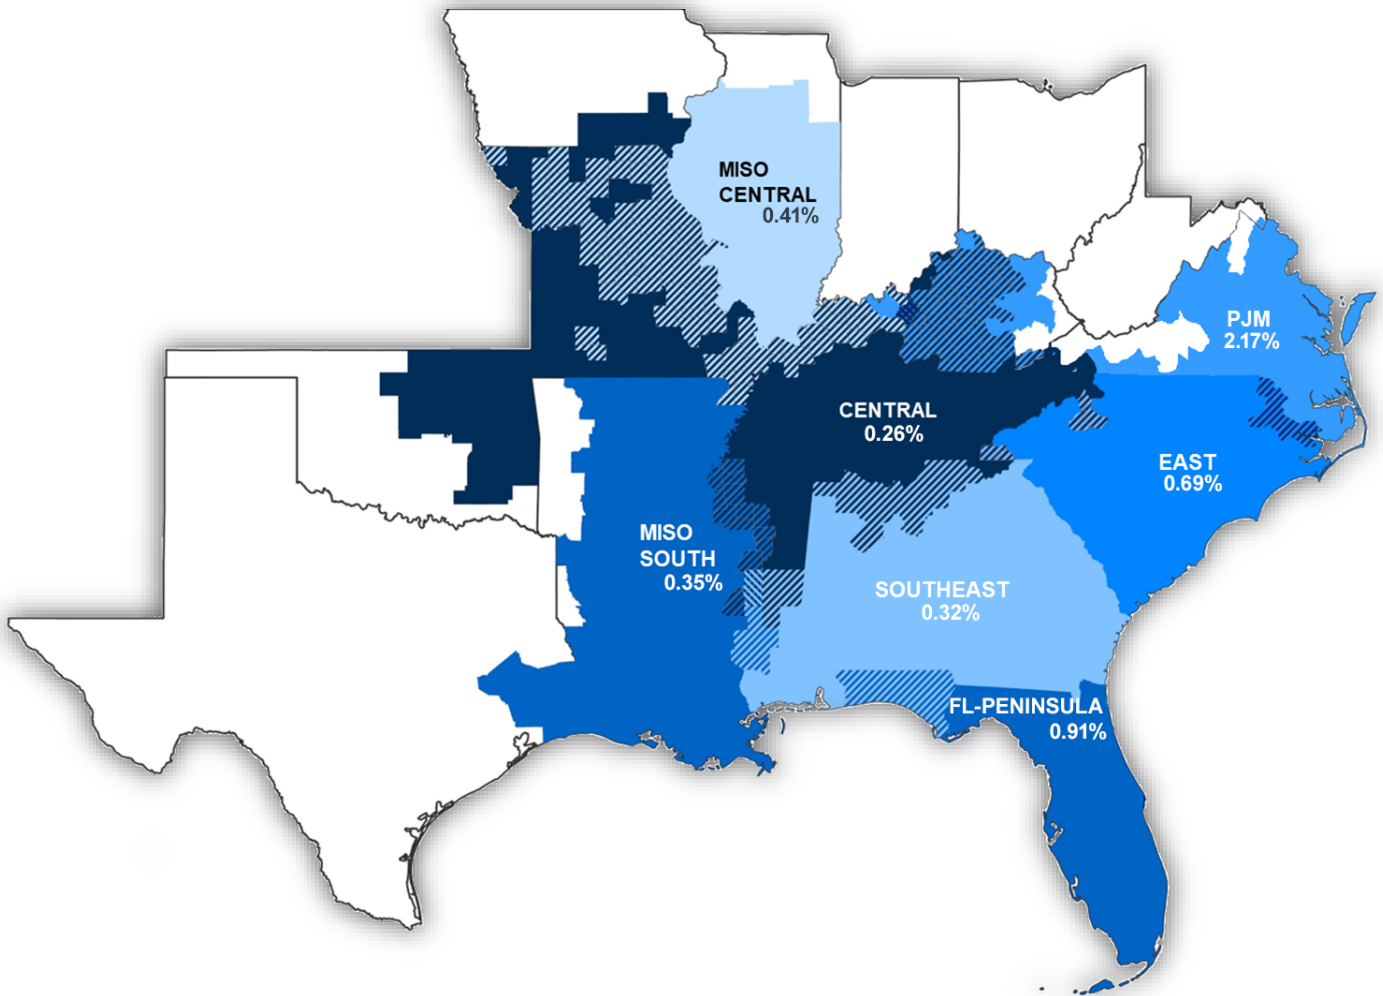 MISO
CENTRAL
0.41%
PJM
2.17%
CENTRAL
0.26%
EAST
0.69%
MISO
SOUTH
0.35%
SOUTHEAST
0.32%
FL-PENINSULA
0.91%